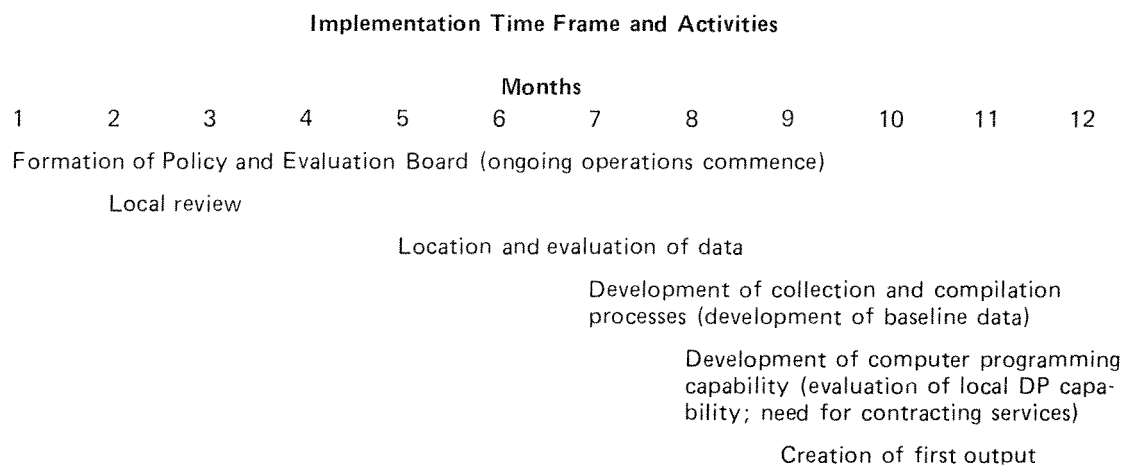 Implementation Time Frame and Activities
Months
1 2 3 4 5 6 7 8 9 10 11 12
Formation of Policy and Evaluation Board (ongoing operations commence)
Local review
Location and evaluation of data
Development of collection and compilation
processes (development of baseline data)
Development of computer programming
capability (evaluation of local DP capa-
bility; need for contracting services)
Creation of first output